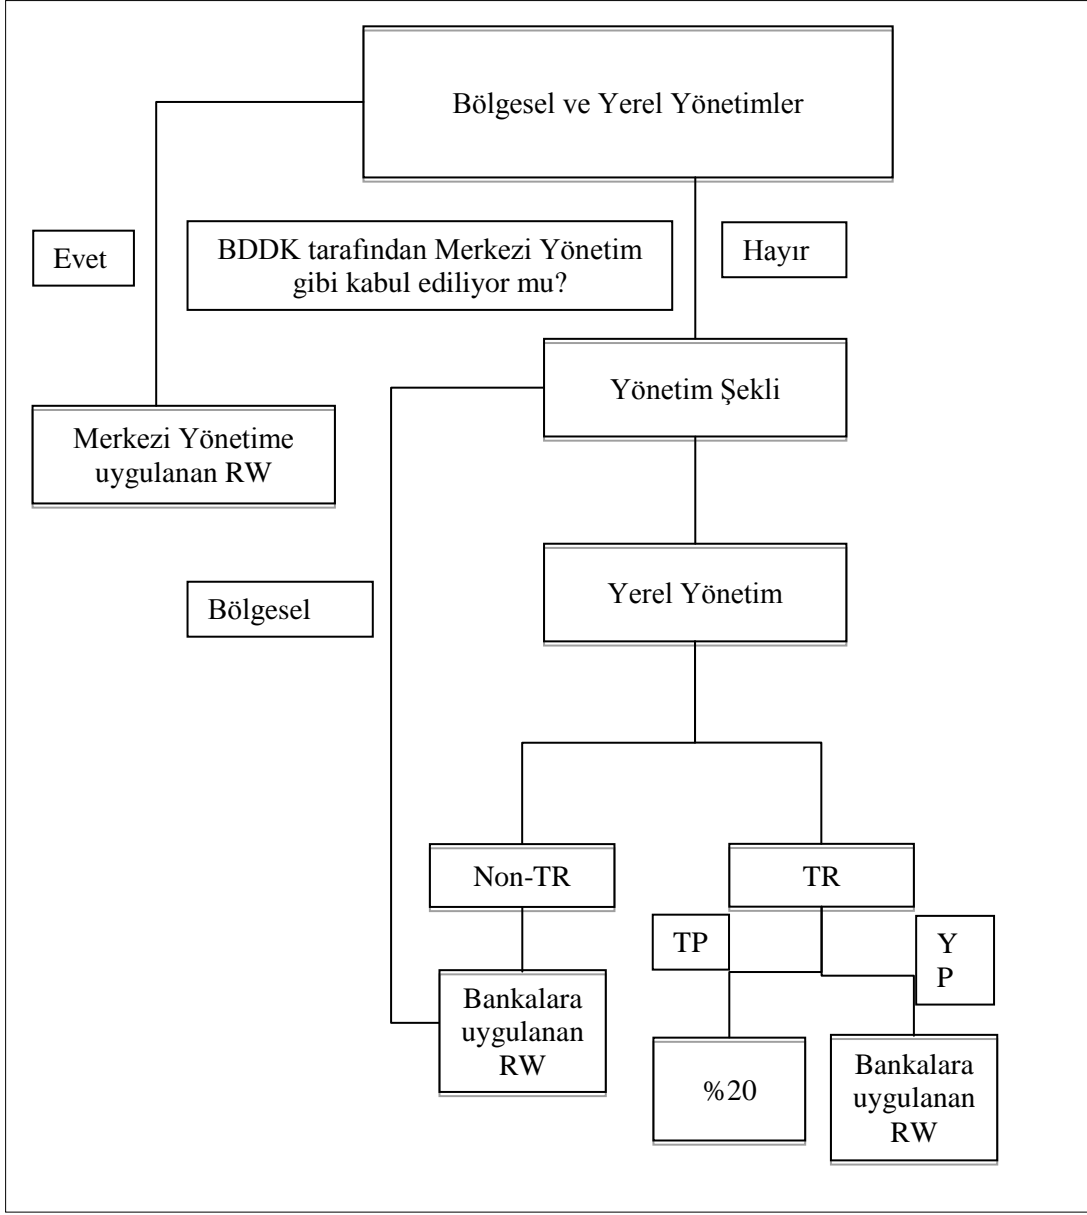 Bölgesel ve Yerel Yönetimler
Evet
BDDK tarafından Merkezi Yönetim
gibi kabul ediliyor mu?
Hayır
Yönetim Şekli
Merkezi Yönetime
uygulanan RW
Bölgesel
Yerel Yönetim
Non-TR
TR
TP
Y
P
Bankalara
uygulanan
RW
%20
Bankalara
uygulanan
RW